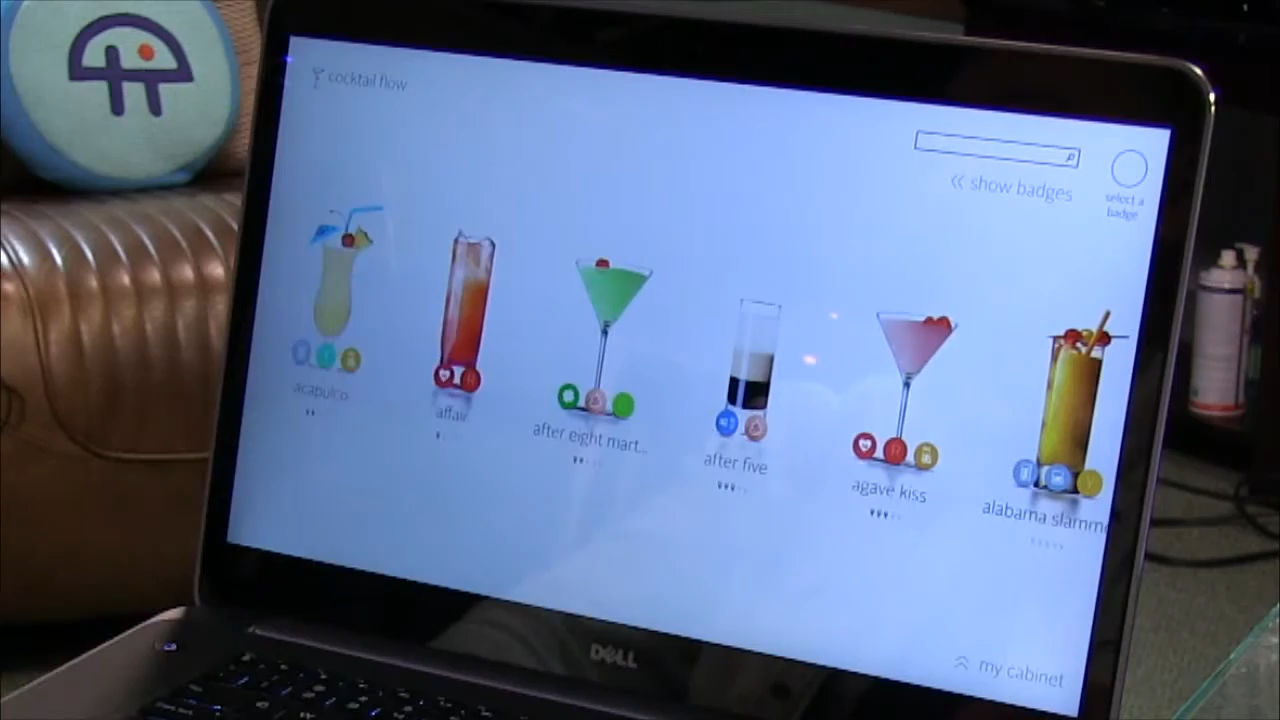 cocktail flow
« show badges
select a
badge
acapulco
affair
after eight mart...
after five
agave kiss
alabama slamm
my cabinet
DELL